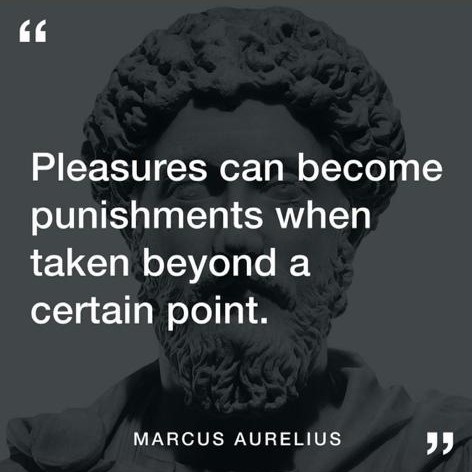 “
Pleasures can become
punishments when
taken beyond a
certain point.
MARCUS AURELIUS
”